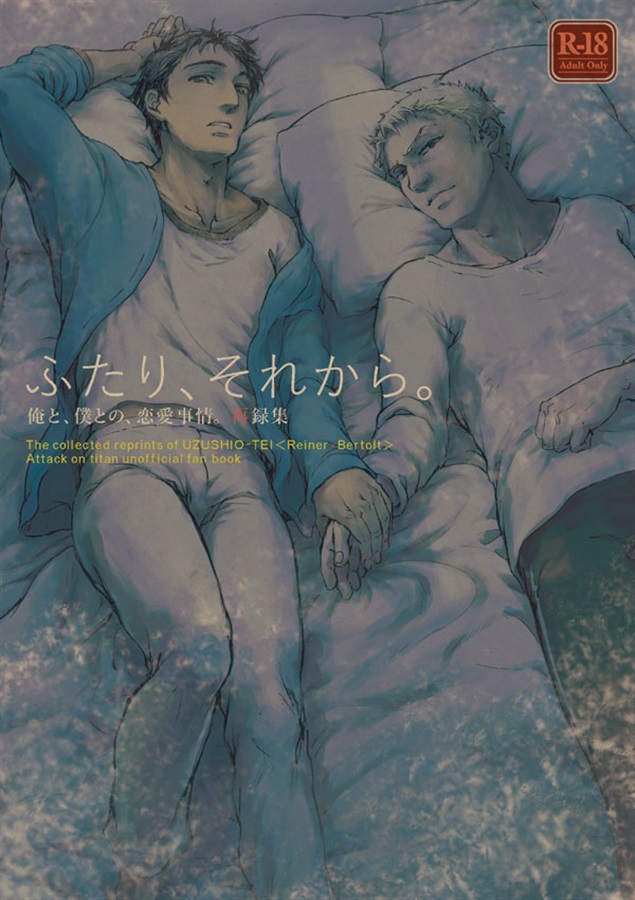 R-18
Adult Only
ふたり、それから。
俺と、僕との、恋愛事情。再録集
The collected reprints of UZUSHIO-TEI<Reiner×Bertolt>
Attack on titan unofficial fan book